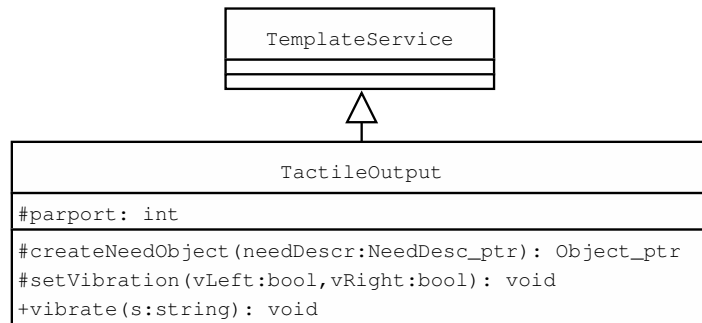 TemplateService
TactileOutput
#parport: int
#createNeedObject(needDescr:NeedDesc_ptr): Object_ptr
#setVibration(vLeft:bool,vRight:bool): void
+vibrate(s:string): void